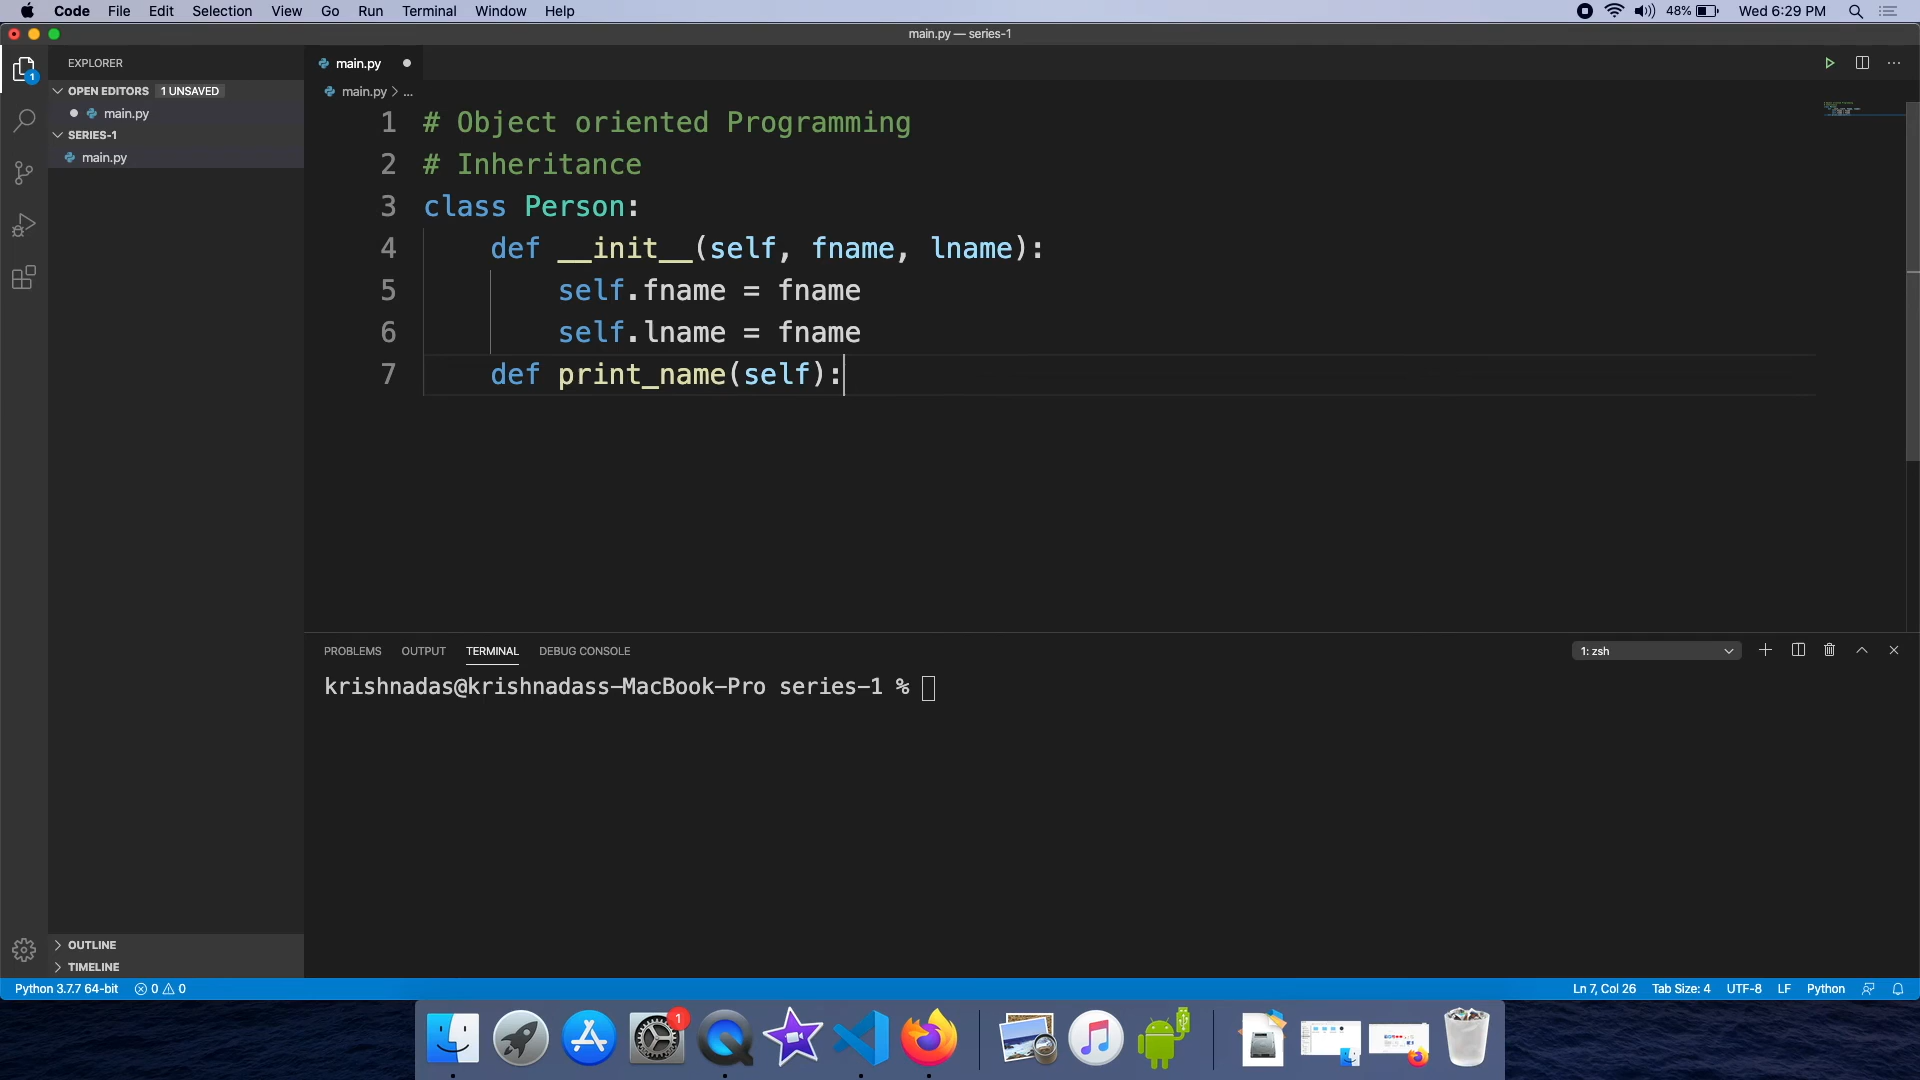 Code File Edit Selection View Go Run Terminal Window Help 48% Wed 6:29 PM
main.py — series-1
EXPLORER
main.py
OPEN EDITORS 1 UNSAVED
main.py > ...
main.py
SERIES-1
main.py
1 # Object oriented Programming
2 # Inheritance
3 class Person:
4 def __init__(self, fname, lname):
5 self.fname = fname
6 self.lname = fname
7 def print_name(self):
PROBLEMS OUTPUT TERMINAL DEBUG CONSOLE 1: zsh
krishnadas@krishnadass-MacBook-Pro series-1 %
OUTLINE
TIMELINE
Python 3.7.7 64-bit 0 0 Ln 7, Col 26 Tab Size: 4 UTF-8 LF Python
1
1